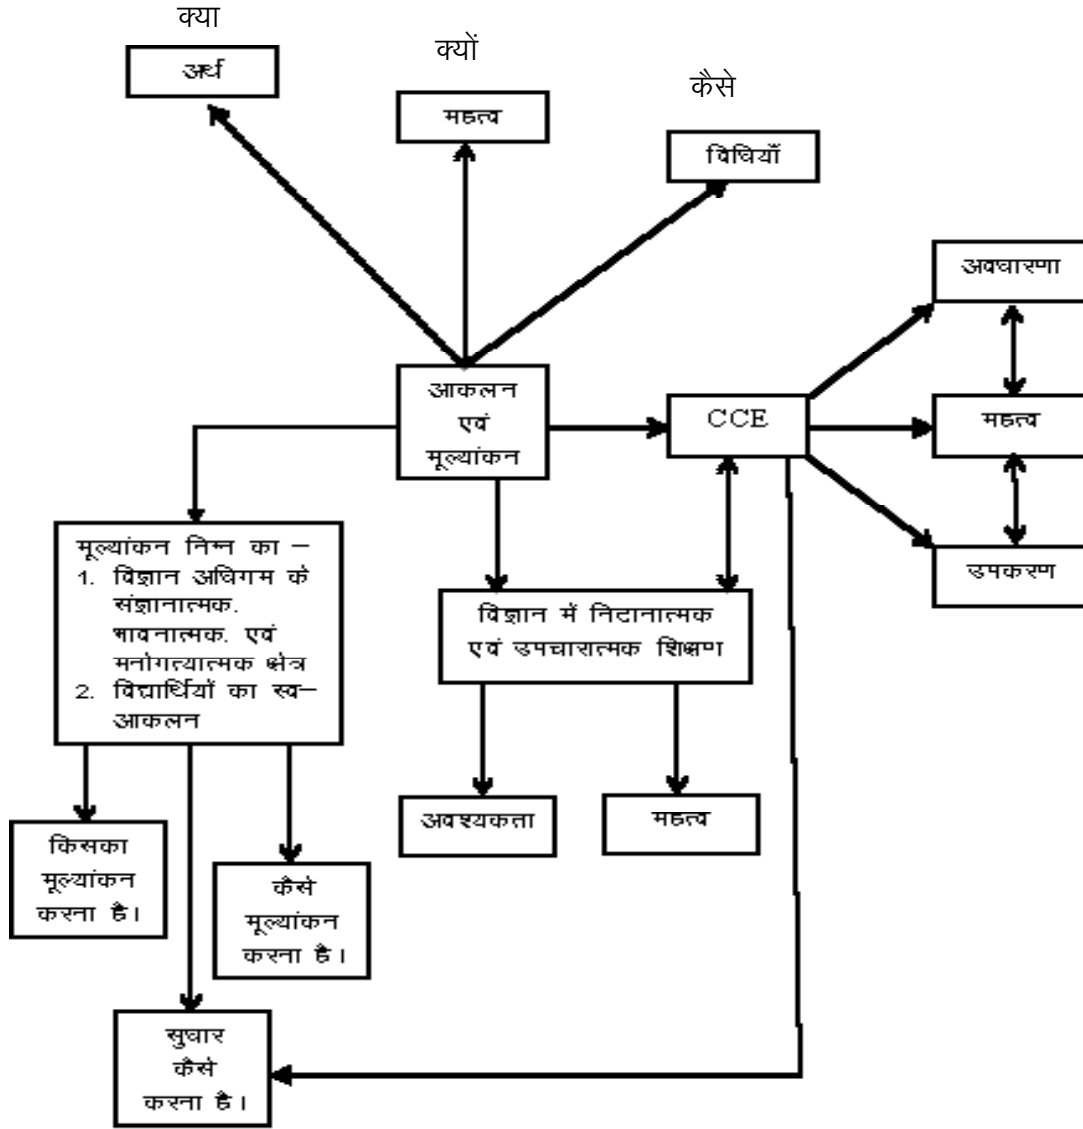 क्या
अर्थ
क्यों
महत्व
कैसे
विधियाँ
अवधारणा
आकलन
एवं
मूल्यांकन
CCE
महत्व
उपकरण
मूल्यांकन निम्न का –
1. विज्ञान अधिगम के
संज्ञानात्मक.
भावनात्मक. एवं
मनोगत्यात्मक क्षेत्र
2. विद्यार्थियों का स्व–
आकलन
विज्ञान में निदानात्मक
एवं उपचारात्मक शिक्षण
अवश्यकता
महत्व
किसका
मूल्यांकन
करना है।
कैसे
मूल्यांकन
करना है।
सुधार
कैसे
करना है।